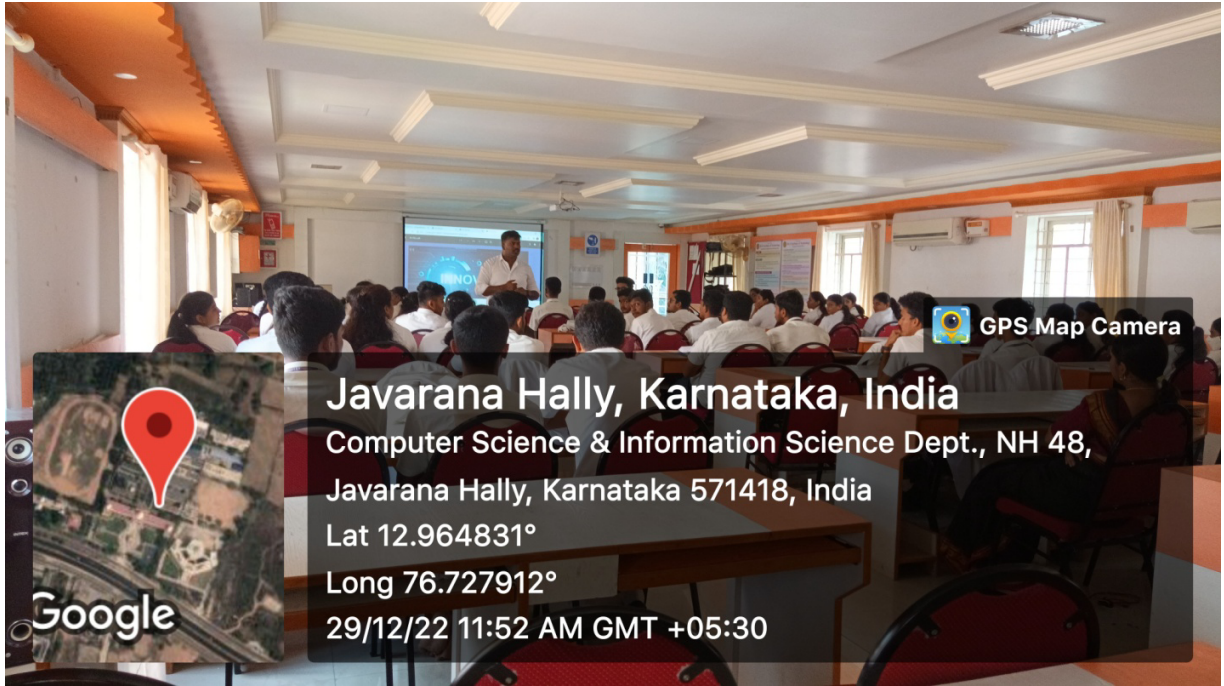 INNOV
GPS Map Camera
Javarana Hally, Karnataka, India
Computer Science & Information Science Dept., NH 48,
Javarana Hally, Karnataka 571418, India
Lat 12.964831°
Long 76.727912°
29/12/22 11:52 AM GMT +05:30
Google